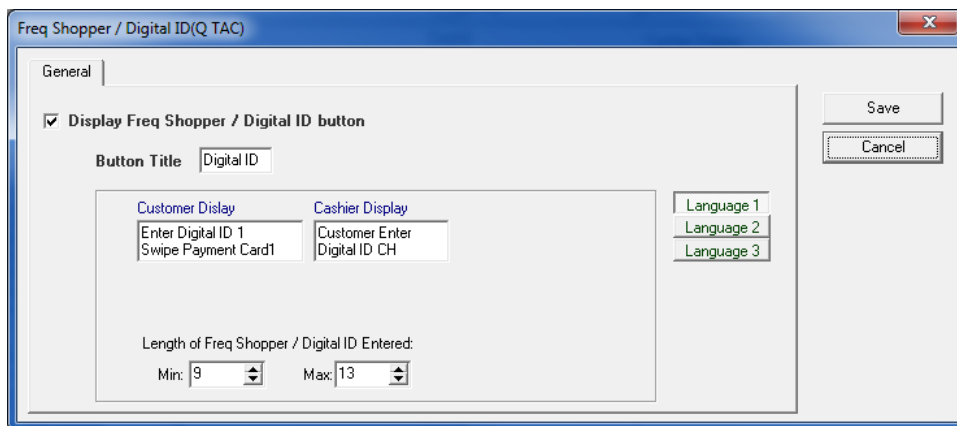 Freq Shopper / Digital ID(Q TAC)
x
General
Display Freq Shopper / Digital ID button
Save
Cancel
Button Title
Digital ID
Customer Dislay
Cashier Display
Language 1
Enter Digital ID 1
Swipe Payment Card1
Customer Enter
Digital ID CH
Language 2
Language 3
Length of Freq Shopper / Digital ID Entered:
Min: 9 Max: 13